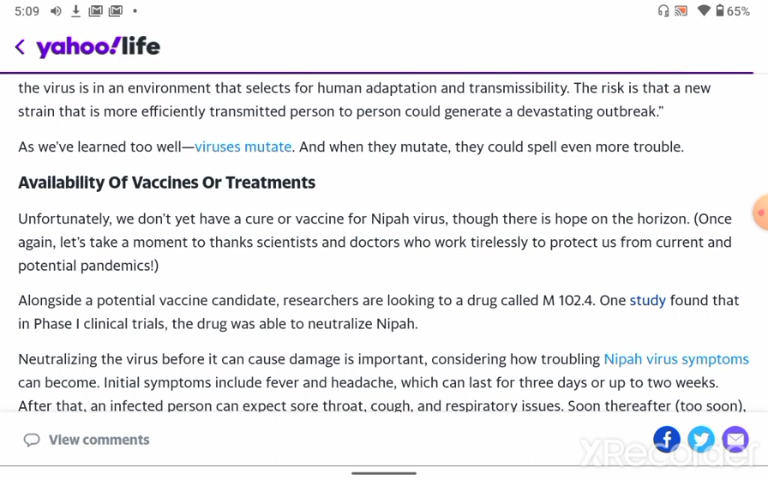 5:09
65%
yahoo!life
the virus is in an environment that selects for human adaptation and transmissibility. The risk is that a new
strain that is more efficiently transmitted person to person could generate a devastating outbreak."
As we've learned too well—viruses mutate. And when they mutate, they could spell even more trouble.
Availability Of Vaccines Or Treatments
Unfortunately, we don't yet have a cure or vaccine for Nipah virus, though there is hope on the horizon. (Once
again, let's take a moment to thanks scientists and doctors who work tirelessly to protect us from current and
potential pandemics!)
Alongside a potential vaccine candidate, researchers are looking to a drug called M 102.4. One study found that
in Phase I clinical trials, the drug was able to neutralize Nipah.
Neutralizing the virus before it can cause damage is important, considering how troubling Nipah virus symptoms
can become. Initial symptoms include fever and headache, which can last for three days or up to two weeks.
After that, an infected person can expect sore throat, cough, and respiratory issues. Soon thereafter (too soon),
View comments
XRecorder